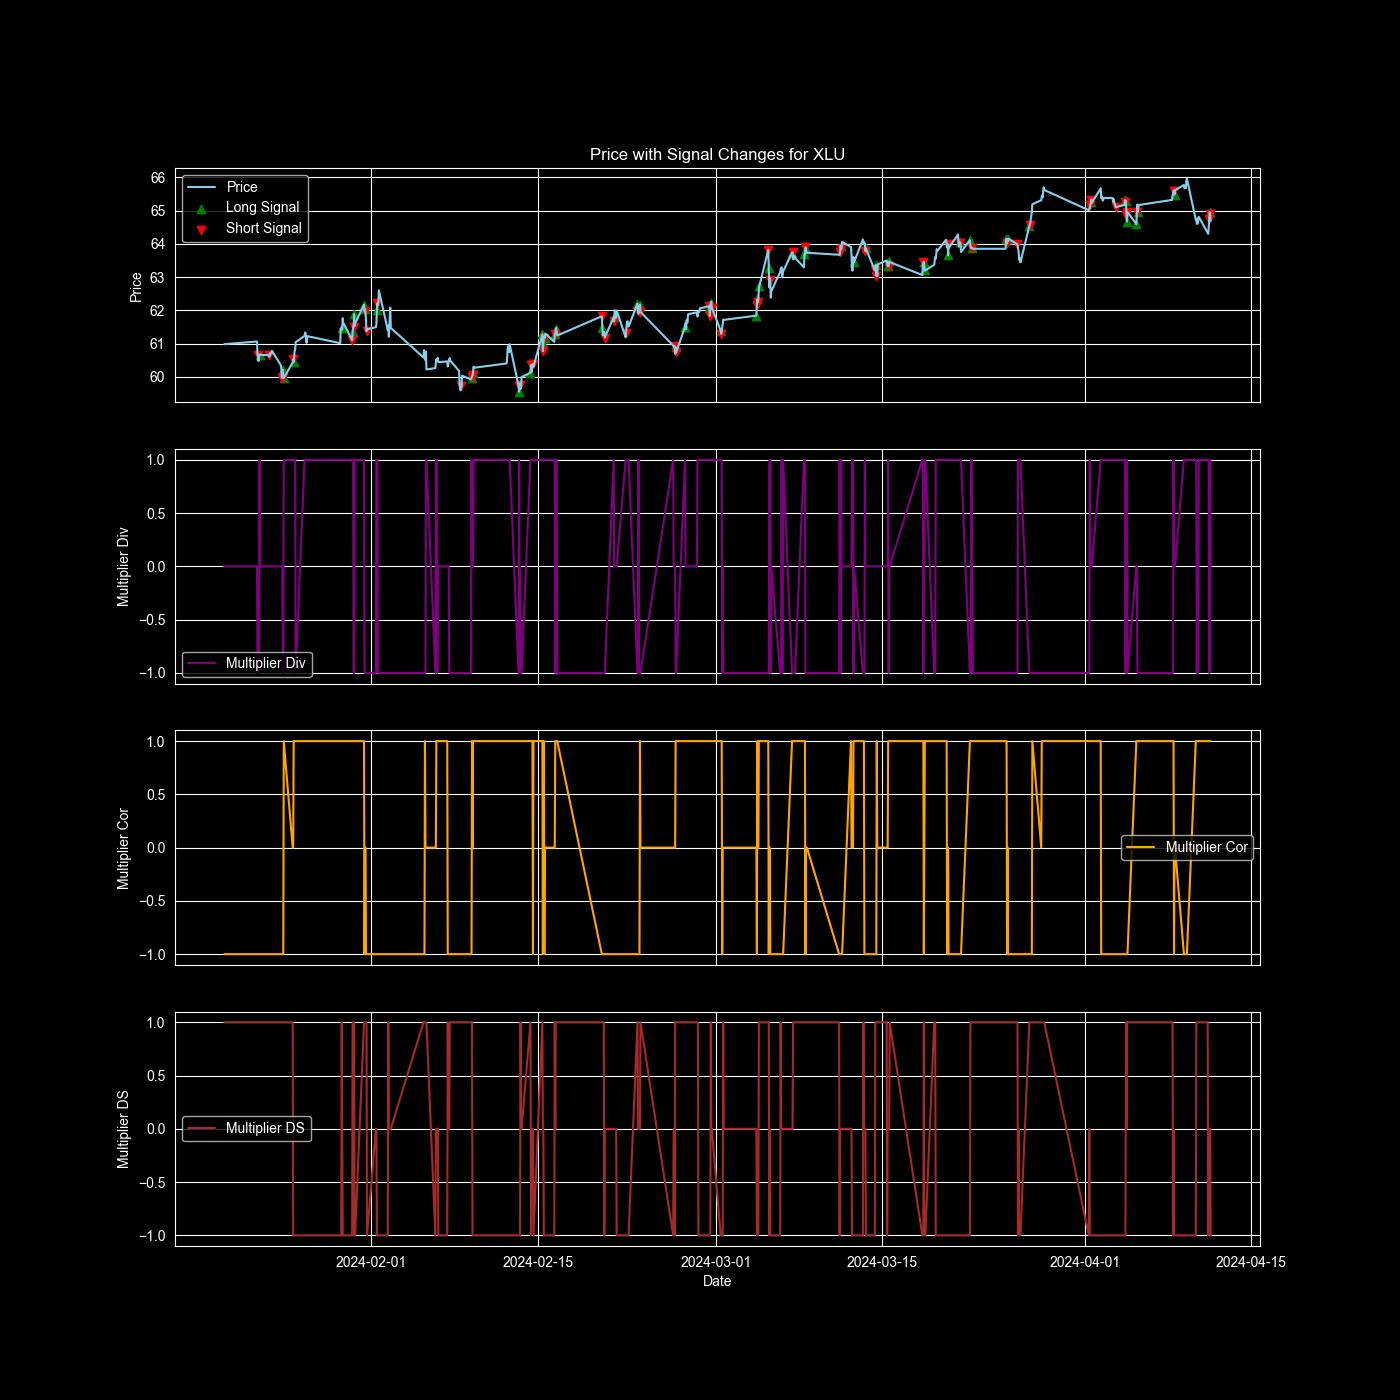 Price with Signal Changes for XLU
66
65
64
63
62
61
60
Price
Price
Long Signal
Short Signal
1.0
0.5
0.0
−0.5
−1.0
Multiplier Div
Multiplier Div
1.0
0.5
0.0
−0.5
−1.0
Multiplier Cor
Multiplier Cor
1.0
0.5
0.0
−0.5
−1.0
Multiplier DS
Multiplier DS
2024-02-01 2024-02-15 2024-03-01 2024-03-15 2024-04-01 2024-04-15
Date